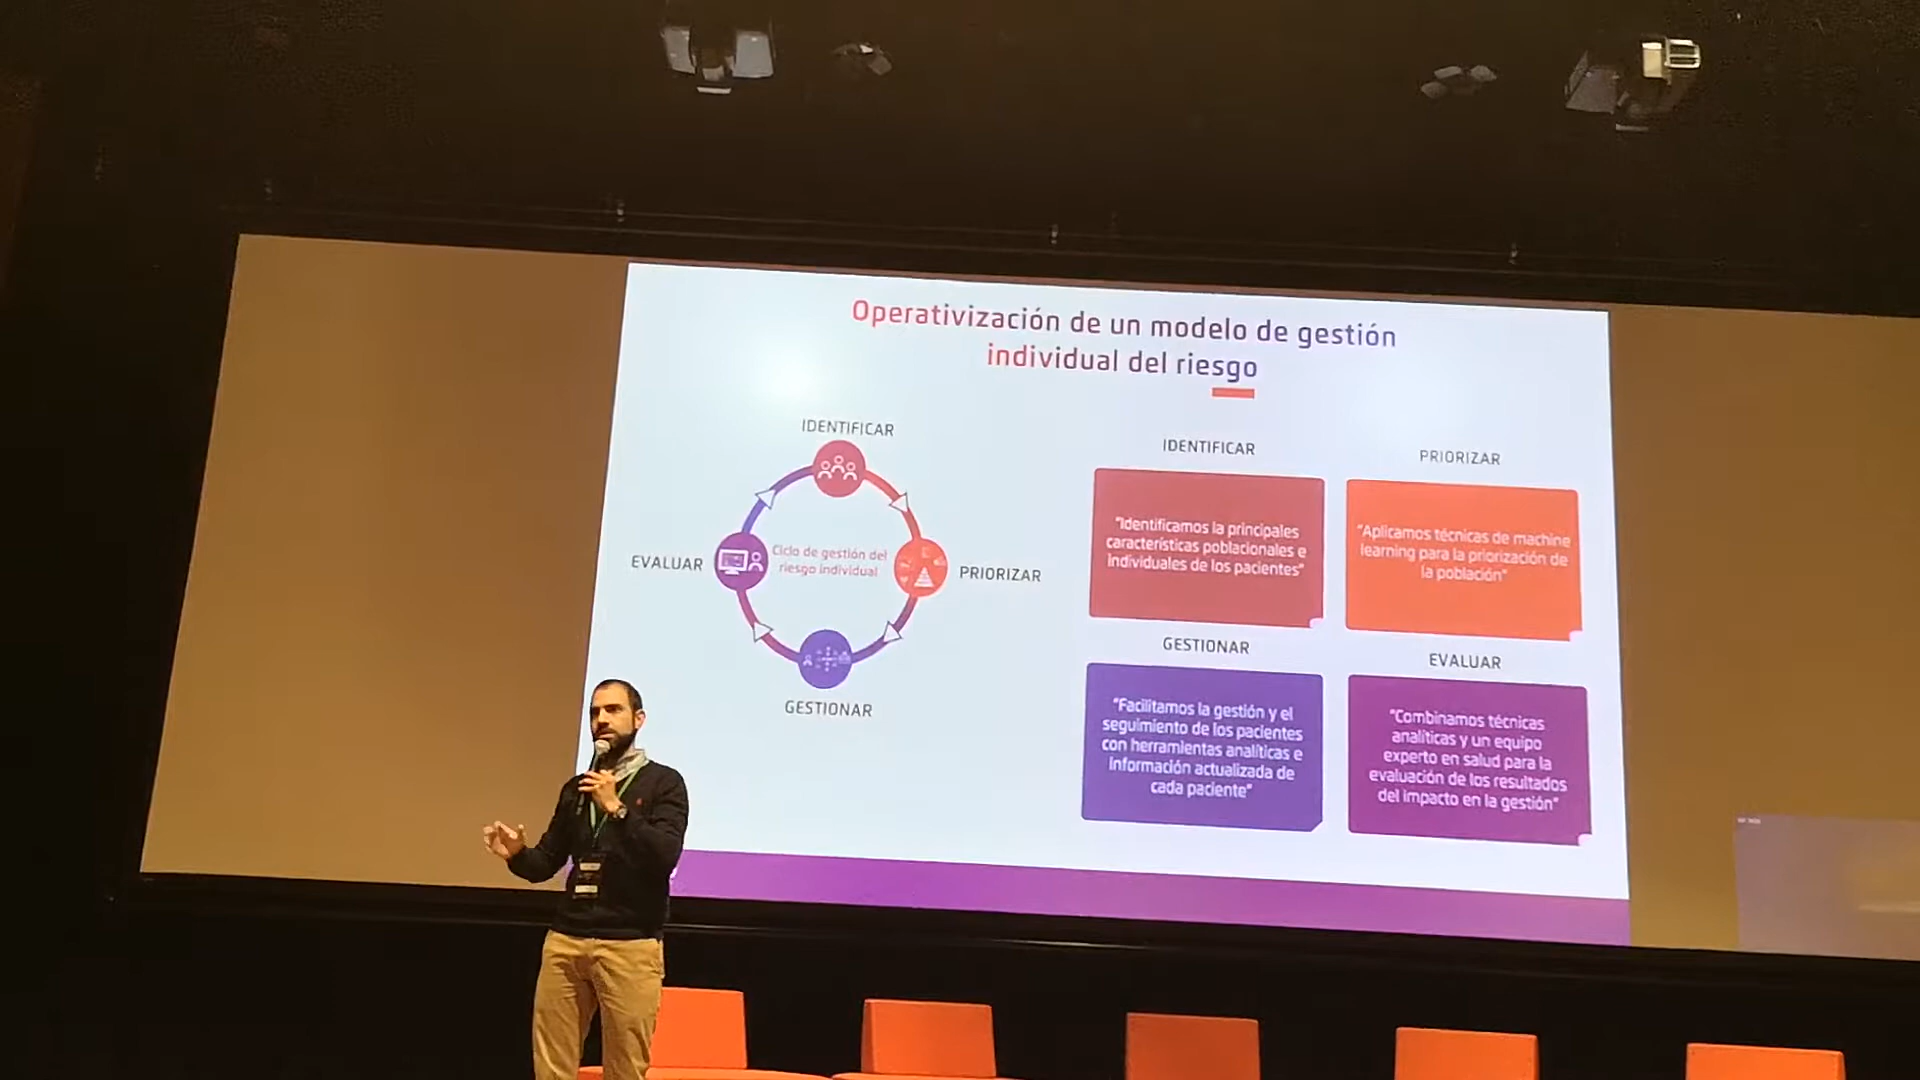 Operativización de un modelo de gestión
individual del riesgo
IDENTIFICAR
EVALUAR
Ciclo de gestión del
riesgo individual
PRIORIZAR
GESTIONAR
IDENTIFICAR
"Identificamos la principales
características poblacionales e
individuales de los pacientes"
PRIORIZAR
"Aplicamos técnicas de machine
learning para la priorización de
la población"
GESTIONAR
"Facilitamos la gestión y el
seguimiento de los pacientes
con herramientas analíticas e
información actualizada de
cada paciente"
EVALUAR
"Combinamos técnicas
analíticas y un equipo
experto en salud para la
evaluación de los resultados
del impacto en la gestión"